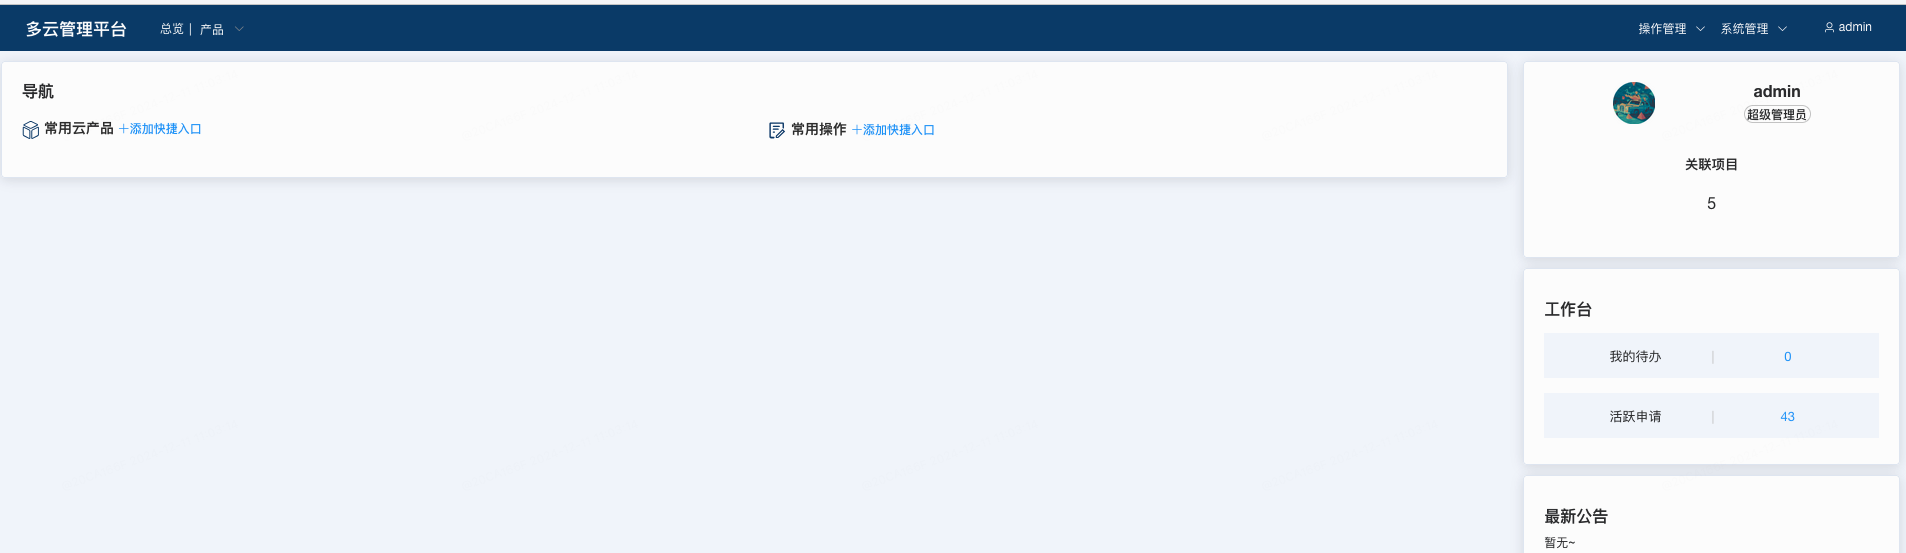 多云管理平台 总览 | 产品 操作管理 系统管理 admin
导航
常用云产品 +添加快捷入口 常用操作 +添加快捷入口
admin
超级管理员
关联项目
5
工作台
我的待办 | 0
活跃申请 | 43
最新公告
暂无~